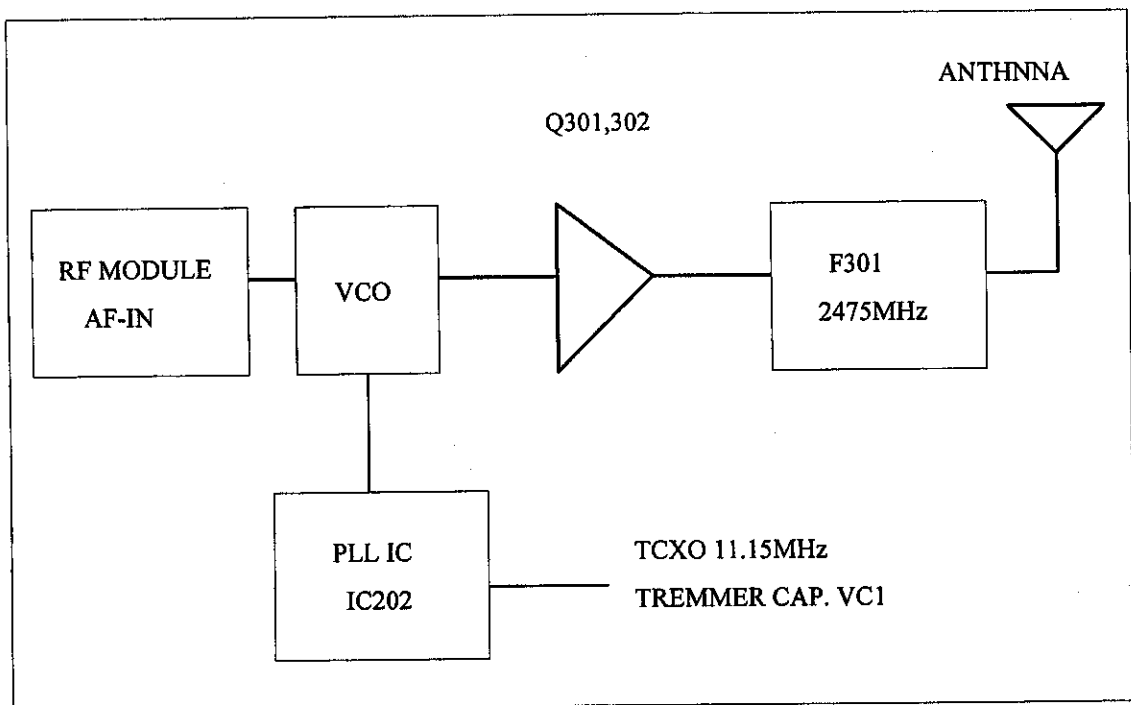 ANTHNNA
Q301,302
RF MODULE
AF-IN
VCO
F301
2475MHz
PLL IC
IC202
TCXO 11.15MHz
TREMMER CAP. VC1